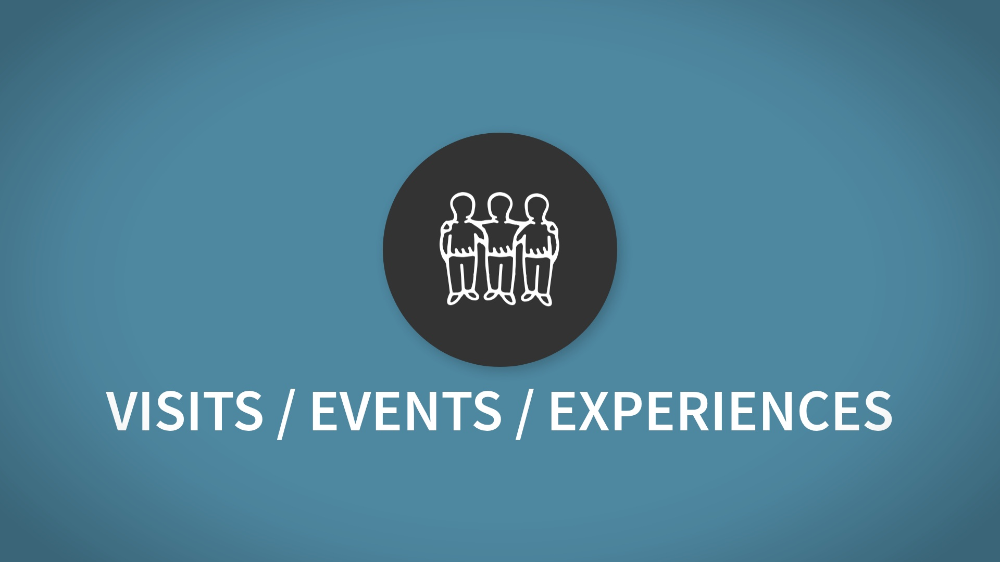 VISITS / EVENTS / EXPERIENCES